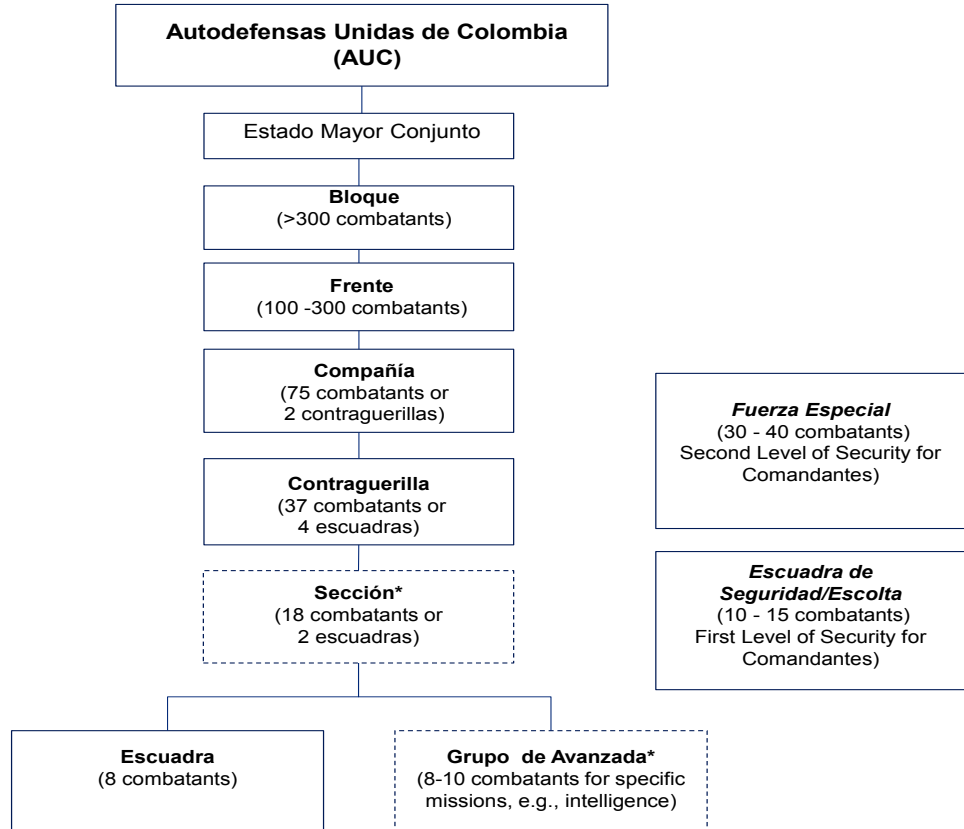 Autodefensas Unidas de Colombia
(AUC)
Estado Mayor Conjunto
Bloque
(>300 combatants)
Frente
(100 -300 combatants)
Compañía
(75 combatants or
2 contraguerillas)
Contraguerilla
(37 combatants or
4 escuadras)
Sección*
(18 combatants or
2 escuadras)
Escuadra
(8 combatants)
Grupo de Avanzada*
(8-10 combatants for specific
missions, e.g., intelligence)
Fuerza Especial
(30 - 40 combatants)
Second Level of Security for
Comandantes)
Escuadra de
Seguridad/Escolta
(10 - 15 combatants)
First Level of Security for
Comandantes)